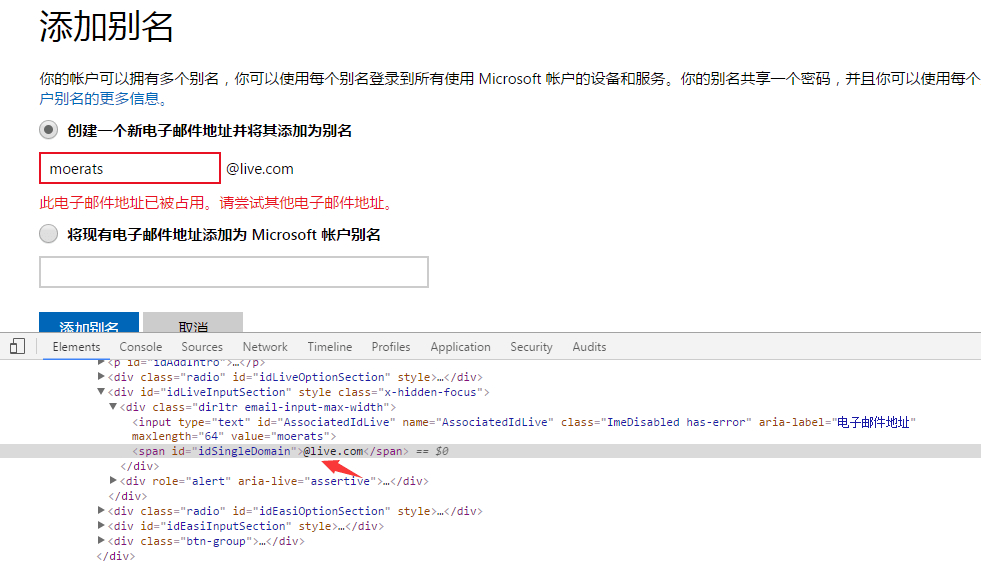 添加别名
你的帐户可以拥有多个别名，你可以使用每个别名登录到所有使用 Microsoft 帐户的设备和服务。你的别名共享一个密码，并且你可以使用每个
户别名的更多信息。
创建一个新电子邮件地址并将其添加为别名
moerats @live.com
此电子邮件地址已被占用。请尝试其他电子邮件地址。
将现有电子邮件地址添加为 Microsoft 帐户别名
添加别名 取消
Elements Console Sources Network Timeline Profiles Application Security Audits
<p id="idAddIntro">…</p>
<div class="radio" id="idLiveOptionSection" style>…</div>
<div id="idLiveInputSection" style class="x-hidden-focus">
<div class="dirltr email-input-max-width">
<input type="text" id="AssociatedIdLive" name="AssociatedIdLive" class="ImeDisabled has-error" aria-label="电子邮件地址"
maxlength="64" value="moerats">
<span id="idSingleDomain">@live.com</span> == $0
</div>
<div role="alert" aria-live="assertive">…</div>
</div>
<div class="radio" id="idEasiOptionSection" style>…</div>
<div id="idEasiInputSection" style>…</div>
<div class="btn-group">…</div>
</div>